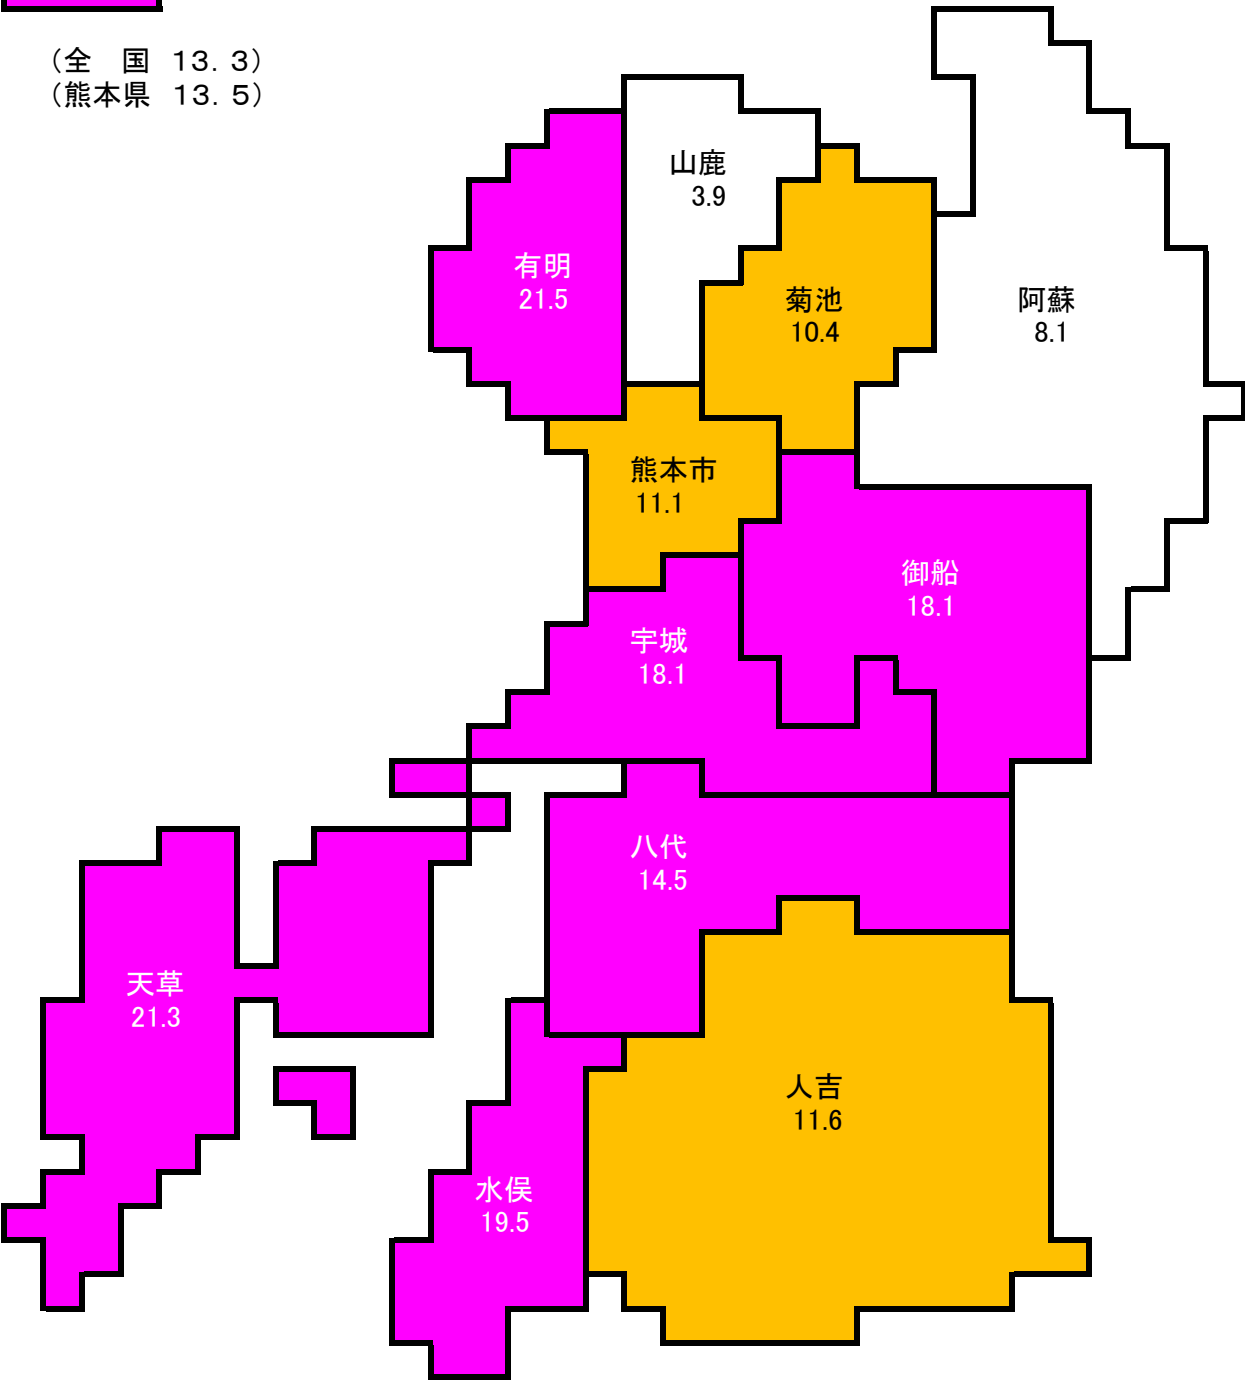 （全　国　１３．３）
（熊本県　１３．５）
山鹿
3.9
有明
21.5
菊池
10.4
阿蘇
8.1
熊本市
11.1
御船
18.1
宇城
18.1
八代
14.5
天草
21.3
人吉
11.6
水俣
19.5